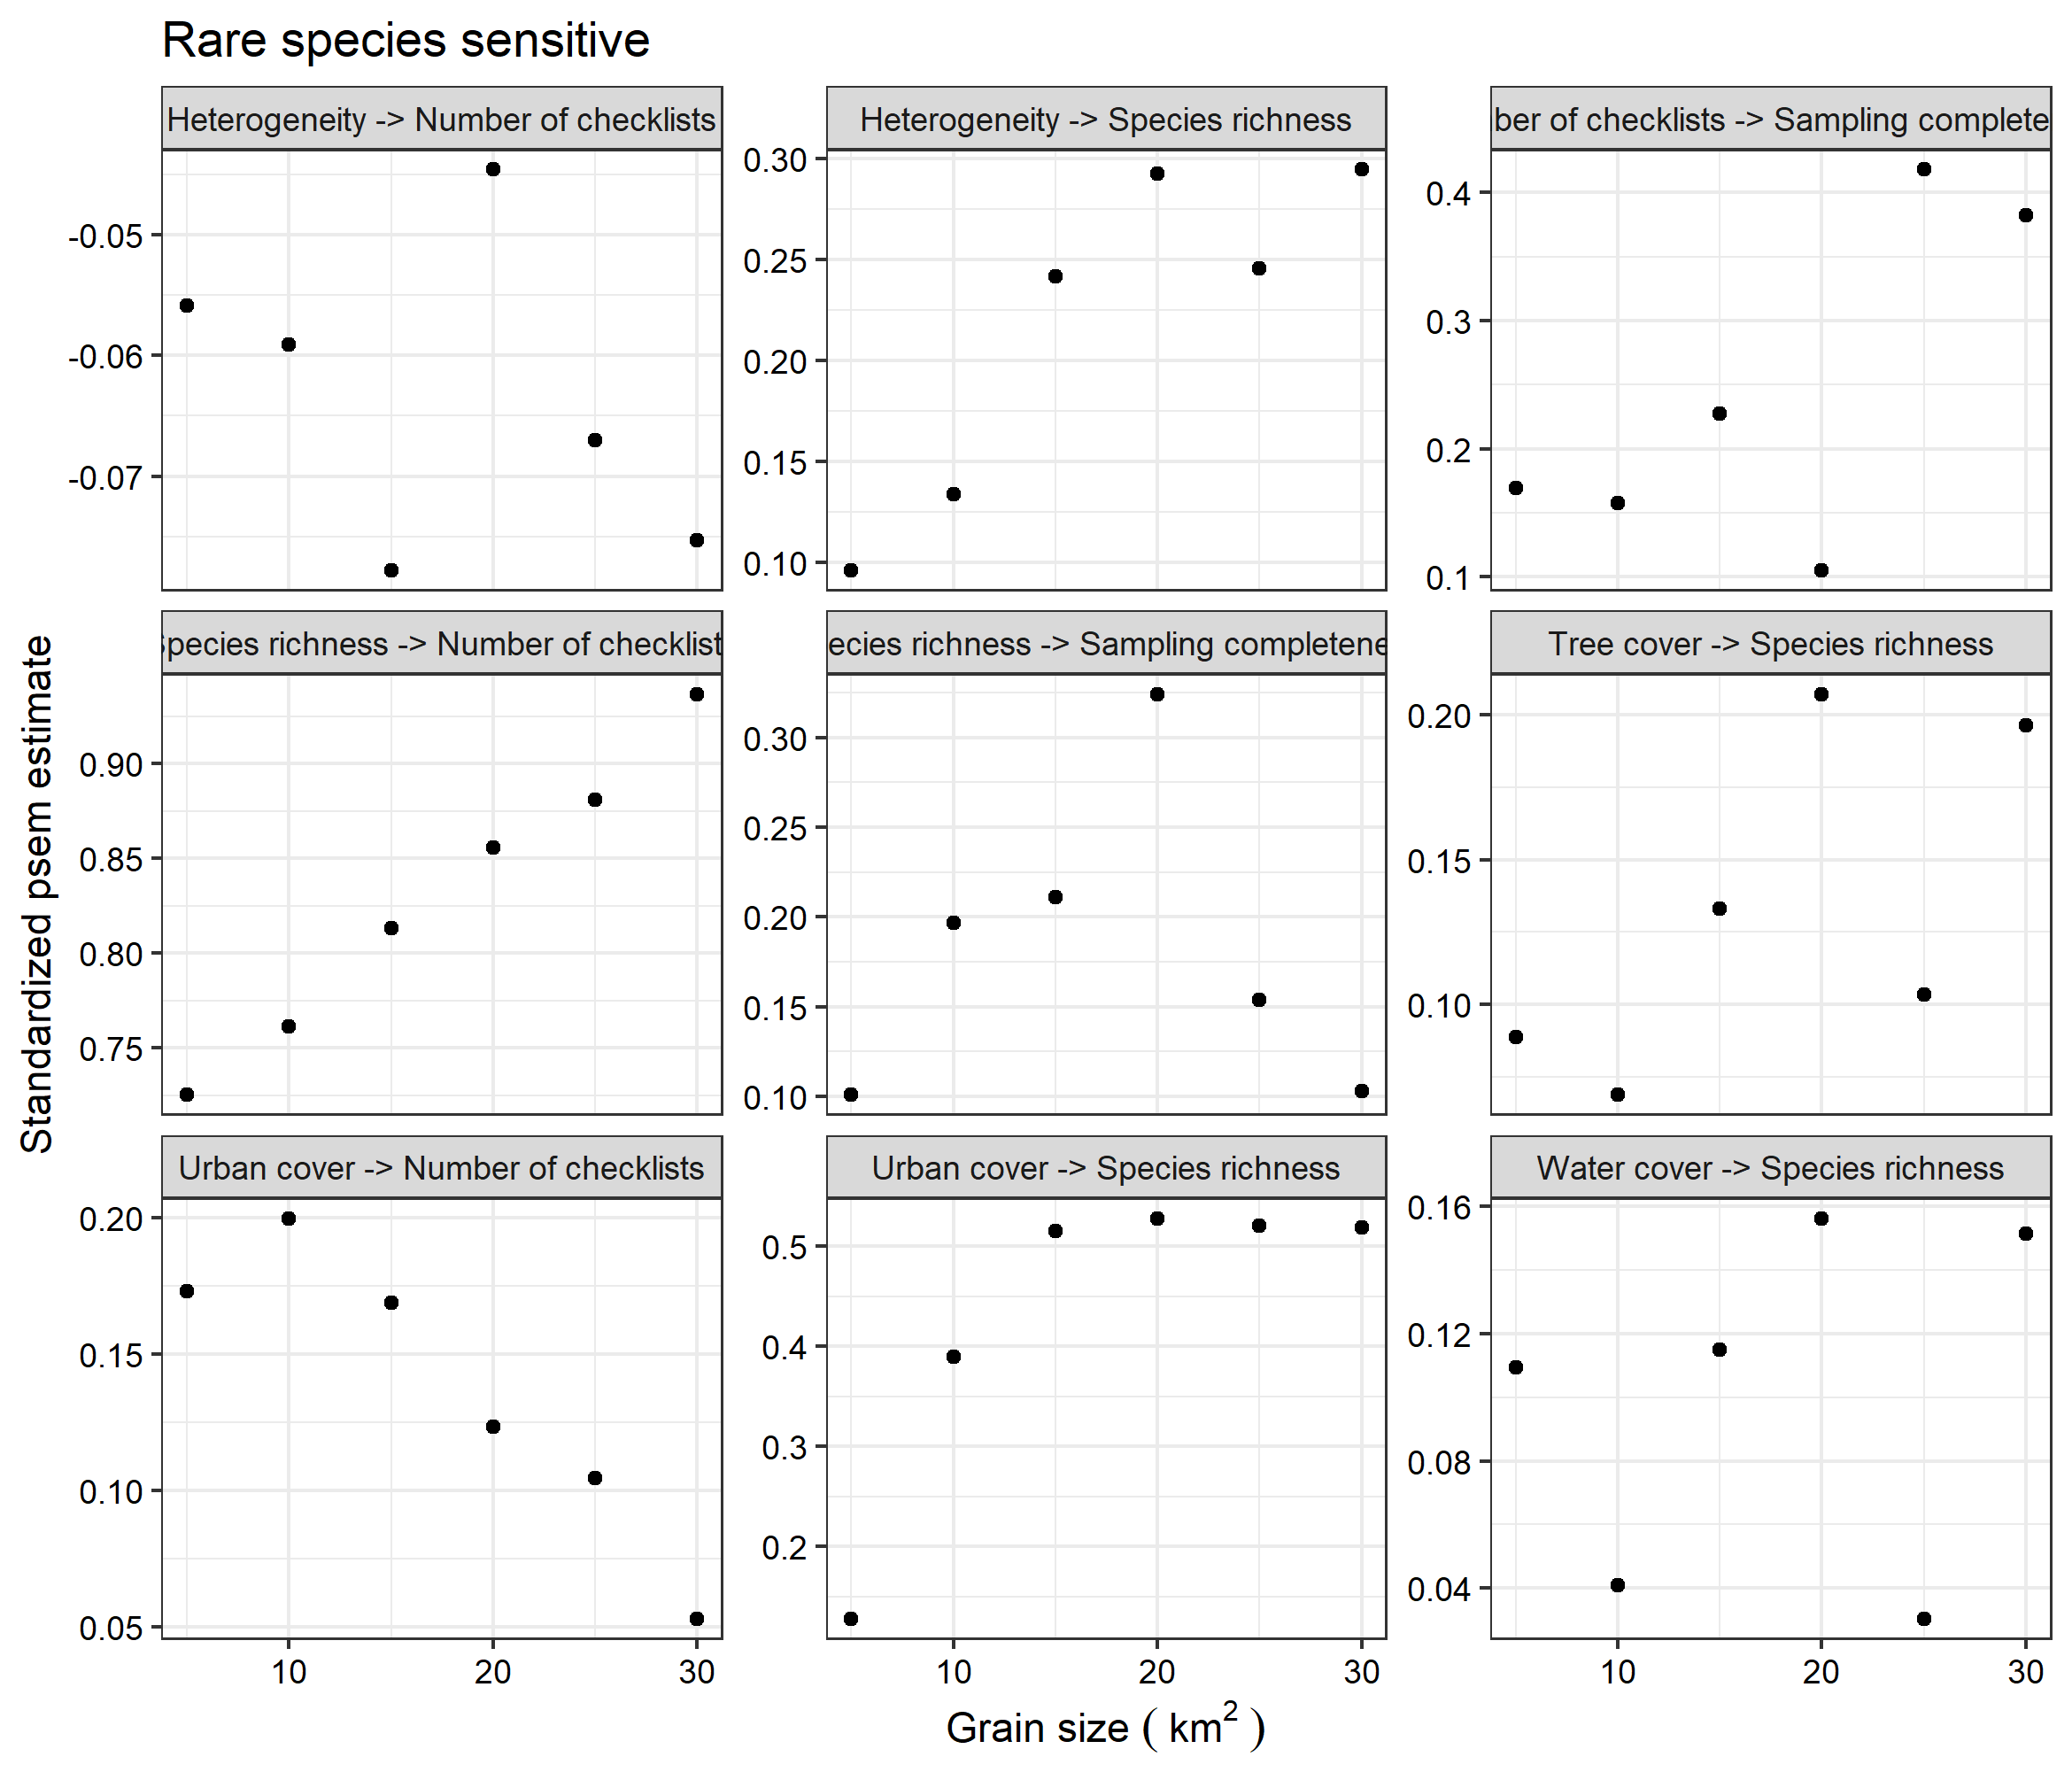 Rare species sensitive
Heterogeneity -> Number of checklists
Heterogeneity -> Species richness
ber of checklists -> Sampling complete
-0.05
-0.06
-0.07
0.30
0.25
0.20
0.15
0.10
0.4
0.3
0.2
0.1
Standardized psem estimate
Species richness -> Number of checklist
ecies richness -> Sampling completene
Tree cover -> Species richness
0.90
0.85
0.80
0.75
0.30
0.25
0.20
0.15
0.10
0.20
0.15
0.10
Urban cover -> Number of checklists
Urban cover -> Species richness
Water cover -> Species richness
0.20
0.15
0.10
0.05
0.5
0.4
0.3
0.2
0.16
0.12
0.08
0.04
10 20 30
10 20 30
10 20 30
Grain size ( km² )